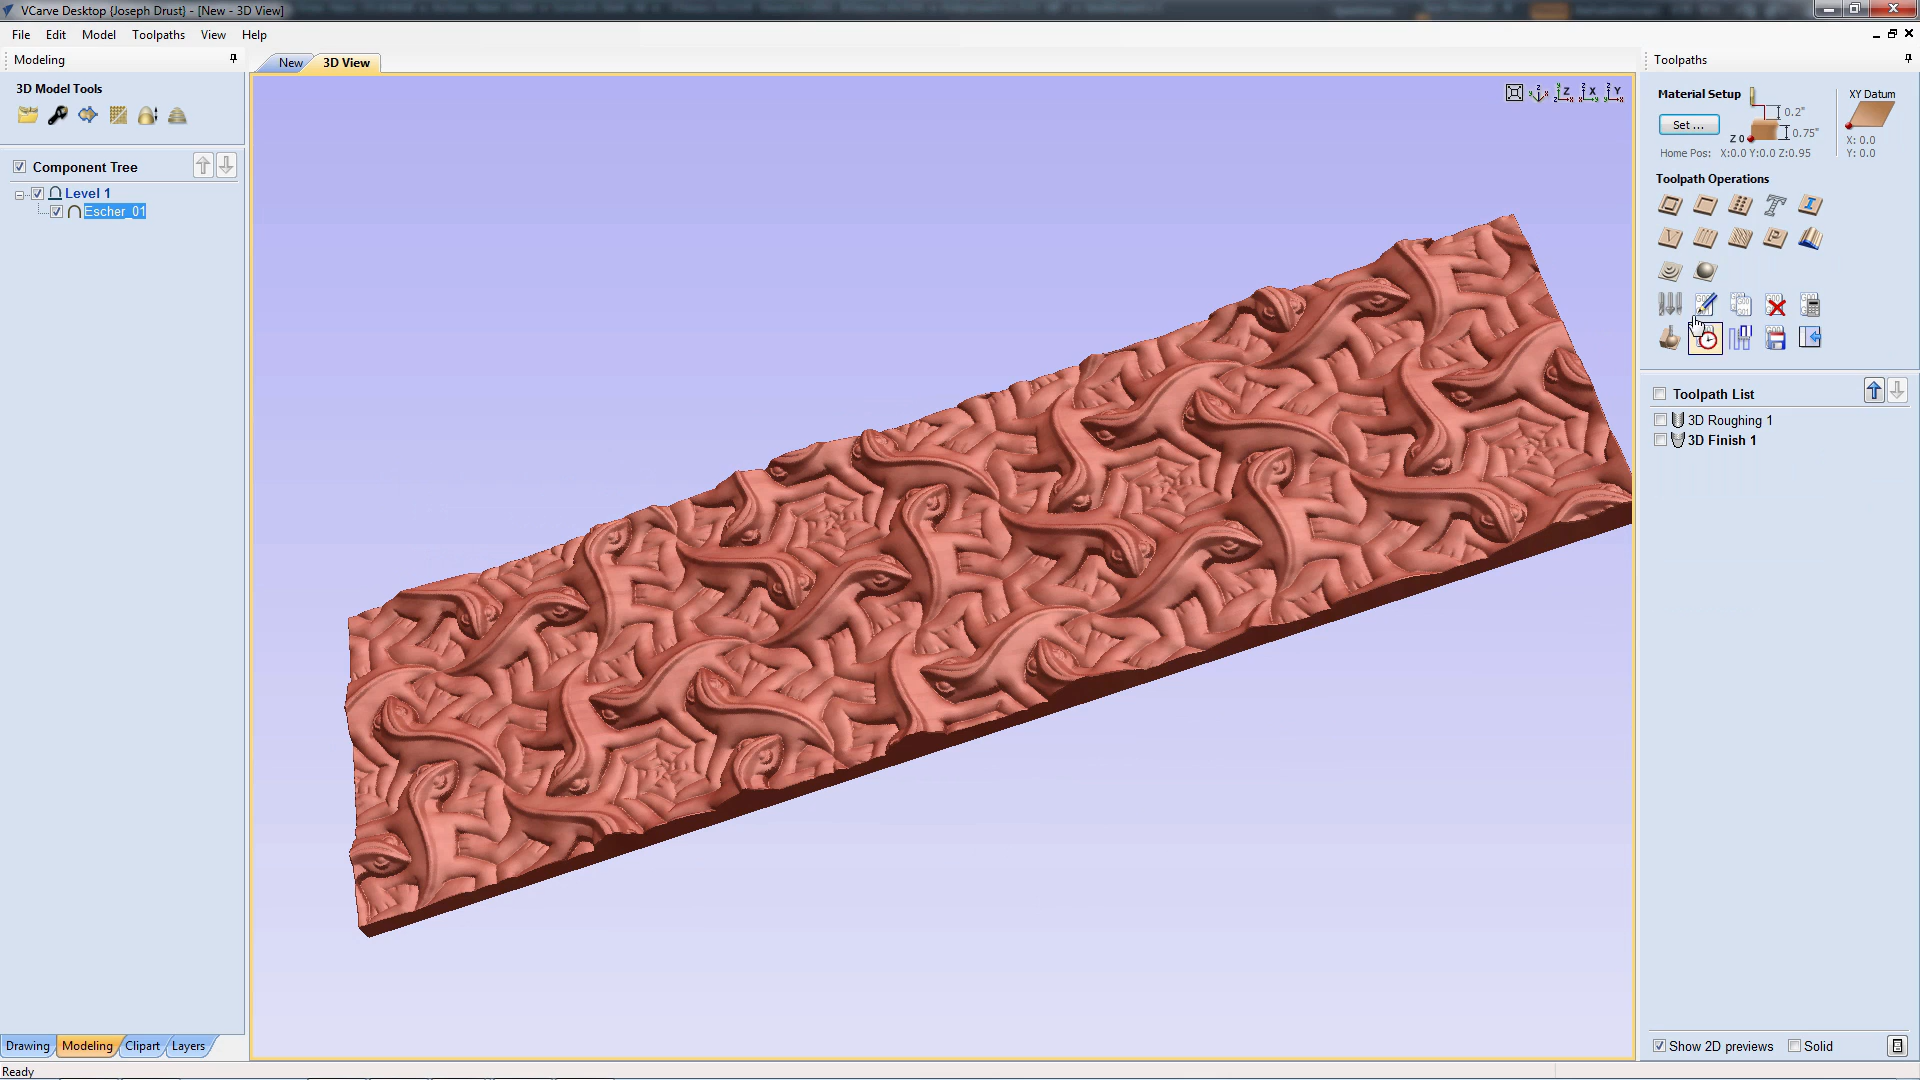 VCarve Desktop {Joseph Drust} - [New - 3D View]
File Edit Model Toolpaths View Help
Modeling
3D Model Tools
Component Tree
Level 1
Escher_01
Drawing Modeling Clipart Layers
Ready
New 3D View
Z X Y
Toolpaths
Material Setup
Set ...
0.2"
Z 0
0.75"
Home Pos: X:0.0 Y:0.0 Z:0.95
XY Datum
X: 0.0
Y: 0.0
Toolpath Operations
Toolpath List
3D Roughing 1
3D Finish 1
Show 2D previews Solid